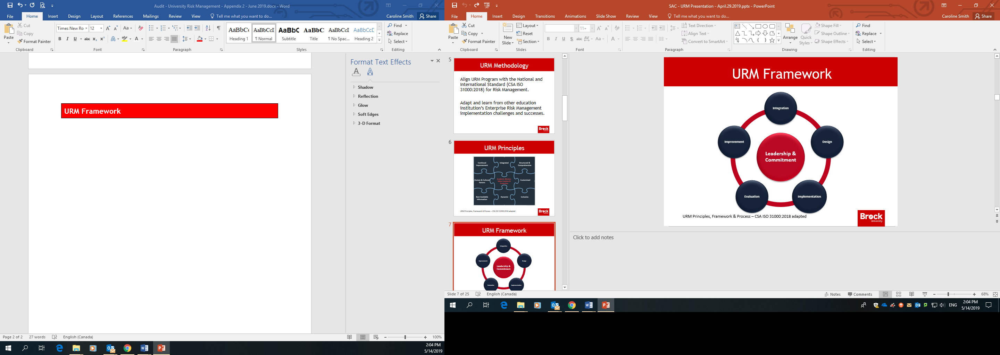 Audit - University Risk Management - Appendix 2 - June 2019.docx - Word
File Home Insert Design Layout References Mailings Review View Tell me what you want to do... Caroline Smith Share
Paste
Cut
Copy
Format Painter
Clipboard
Times New Ro 12
Font
Paragraph
AaBbCc AaBbCcI AaBbC AaBbC AaBbCcI AaBbCcD
Heading 1 ¶ Normal Subtitle Title ¶ No Spac... Heading 2
Styles
Find
Replace
Select
Editing
URM Framework
Format Text Effects
Shadow
Reflection
Glow
Soft Edges
3-D Format
Page 2 of 2 27 words English (Canada) 100%
2:04 PM
5/14/2019
SAC - URM Presentation - April.29.2019.pptx - PowerPoint
File Home Insert Design Transitions Animations Slide Show Review View Tell me what you want to do... Caroline Smith Share
Paste
Cut
Copy
Format Painter
Clipboard
New
Slide
Layout
Reset
Section
Slides
11+
Font
Text Direction
Align Text
Convert to SmartArt
Paragraph
Arrange
Quick
Styles
Shape Fill
Shape Outline
Shape Effects
Drawing
Find
Replace
Select
Editing
5
URM Methodology
Align URM Program with the National and
International Standard (CSA ISO
31000:2018) for Risk Management.
Adapt and learn from other education
institution's Enterprise Risk Management
implementation challenges and successes.
Brock
University
6
URM Principles
Continual
Improvement
Integrated
Structured &
Comprehensive
Human & Cultural
Factors
Academic Mission,
Value Creation &
Protection
Customized
Best Available
Information
Dynamic
Inclusive
URM Principles, Framework & Process – CSA ISO 31000:2018 adapted
Brock
University
7
URM Framework
Integration
Improvement
Design
Leadership &
Commitment
Evaluation
Implementation
URM Framework
Integration
Improvement
Design
Leadership &
Commitment
Evaluation
Implementation
URM Principles, Framework & Process – CSA ISO 31000:2018 adapted
Brock
University
Click to add notes
Slide 7 of 25 English (Canada) Notes Comments 68%
ENG
2:04 PM
5/14/2019